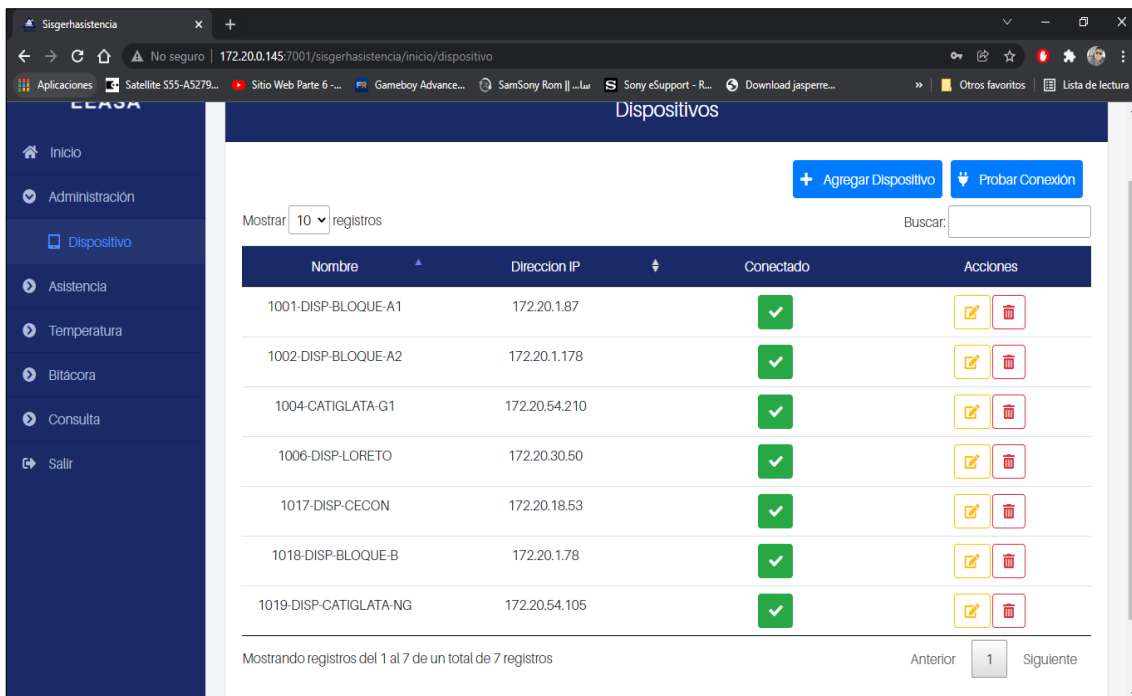 Sisgerhasistencia
No seguro | 172.20.0.145:7001/sisgerhasistencia/inicio/dispositivo
Aplicaciones Satellite S55-A5279... Sitio Web Parte 6 -... Gameboy Advance... SamSony Rom || ... Sony eSupport - R... Download jasperre... » Otros favoritos Lista de lectura
EEASA
Dispositivos
Inicio
Administración
Dispositivo
Asistencia
Temperatura
Bitácora
Consulta
Salir
+ Agregar Dispositivo Probar Conexión
Mostrar 10 registros Buscar:
Nombre Direccion IP Conectado Acciones
1001-DISP-BLOQUE-A1 172.20.1.87
1002-DISP-BLOQUE-A2 172.20.1.178
1004-CATIGLATA-G1 172.20.54.210
1006-DISP-LORETO 172.20.30.50
1017-DISP-CECON 172.20.18.53
1018-DISP-BLOQUE-B 172.20.1.78
1019-DISP-CATIGLATA-NG 172.20.54.105
Mostrando registros del 1 al 7 de un total de 7 registros Anterior 1 Siguiente